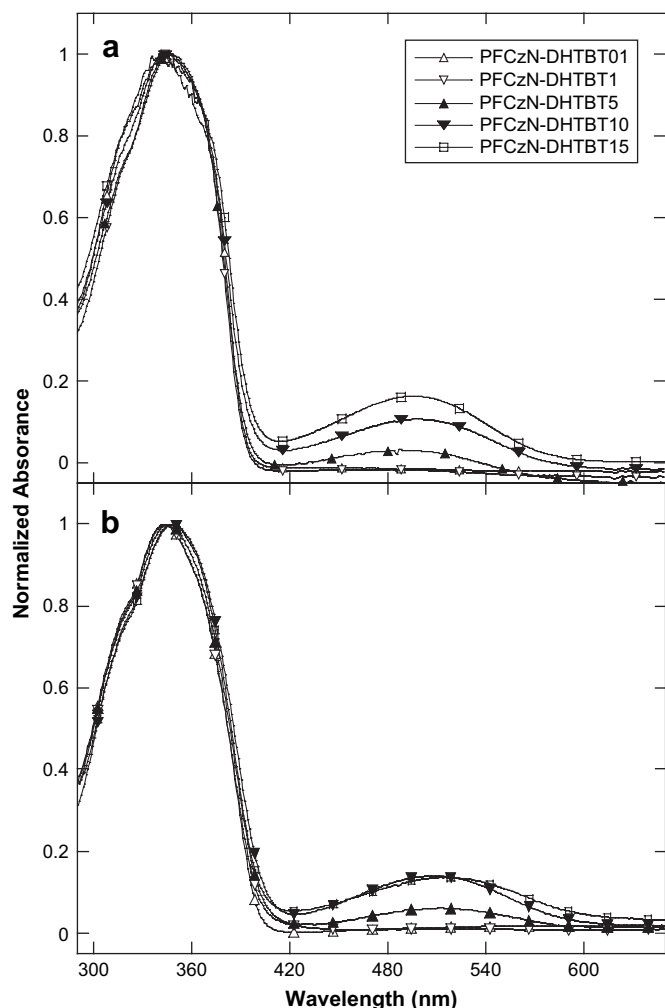 a
PFCzN-DHTBT01
PFCzN-DHTBT1
PFCzN-DHTBT5
PFCzN-DHTBT10
PFCzN-DHTBT15
1
0.8
0.6
0.4
0.2
0
b
1
0.8
0.6
0.4
0.2
0
Normalized Absorance
300 360 420 480 540 600
Wavelength (nm)